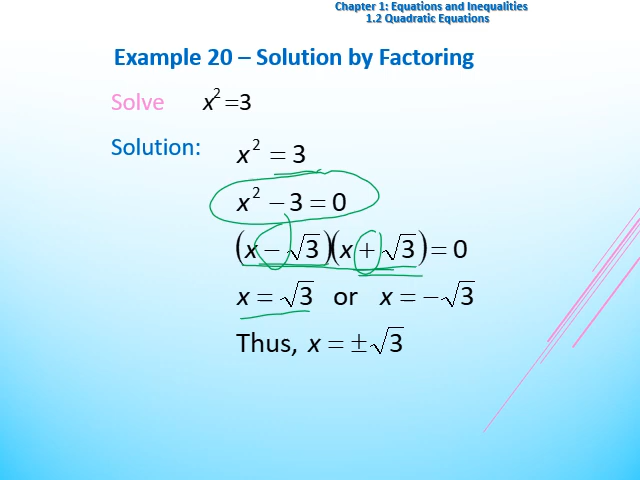 Chapter 1: Equations and Inequalities
1.2 Quadratic Equations
Example 20 – Solution by Factoring
Solve x² = 3
Solution: x² = 3
x² − 3 = 0
(x − √3)(x + √3) = 0
x = √3 or x = −√3
Thus, x = ±√3